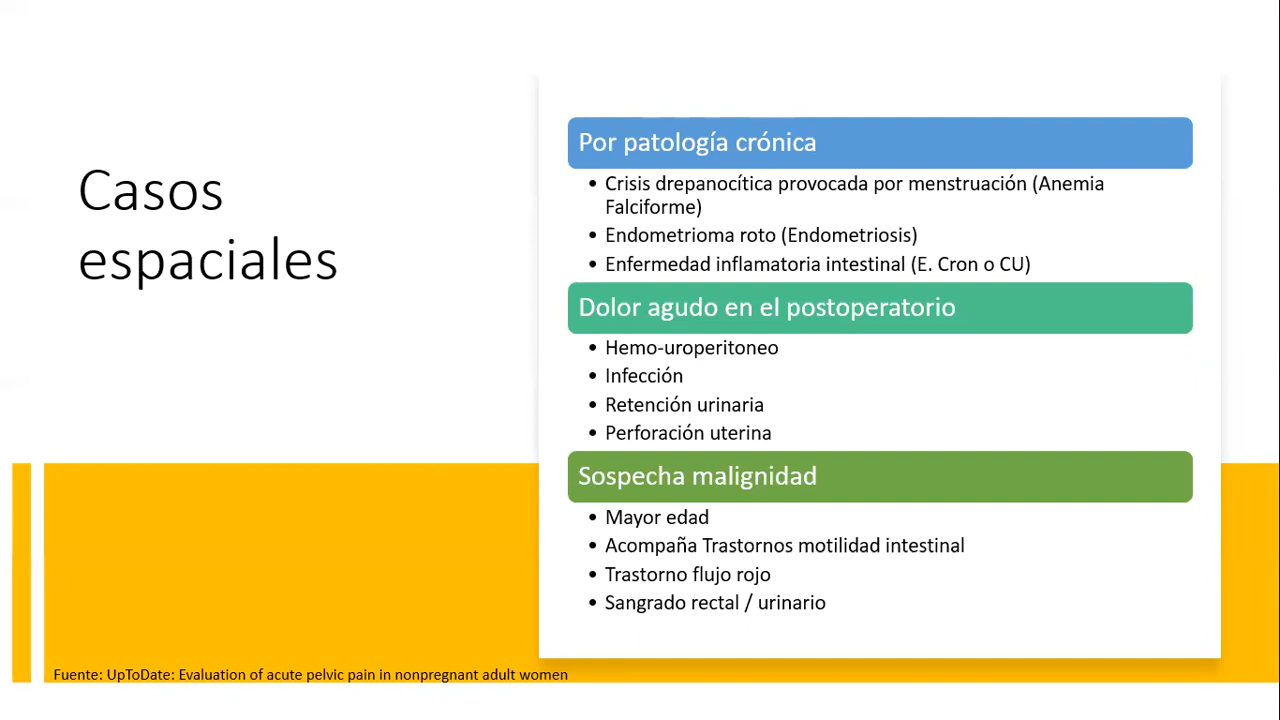 Casos
espaciales
Por patología crónica
• Crisis drepanocítica provocada por menstruación (Anemia
Falciforme)
• Endometrioma roto (Endometriosis)
• Enfermedad inflamatoria intestinal (E. Cron o CU)
Dolor agudo en el postoperatorio
• Hemo-uroperitoneo
• Infección
• Retención urinaria
• Perforación uterina
Sospecha malignidad
• Mayor edad
• Acompaña Trastornos motilidad intestinal
• Trastorno flujo rojo
• Sangrado rectal / urinario
Fuente: UpToDate: Evaluation of acute pelvic pain in nonpregnant adult women